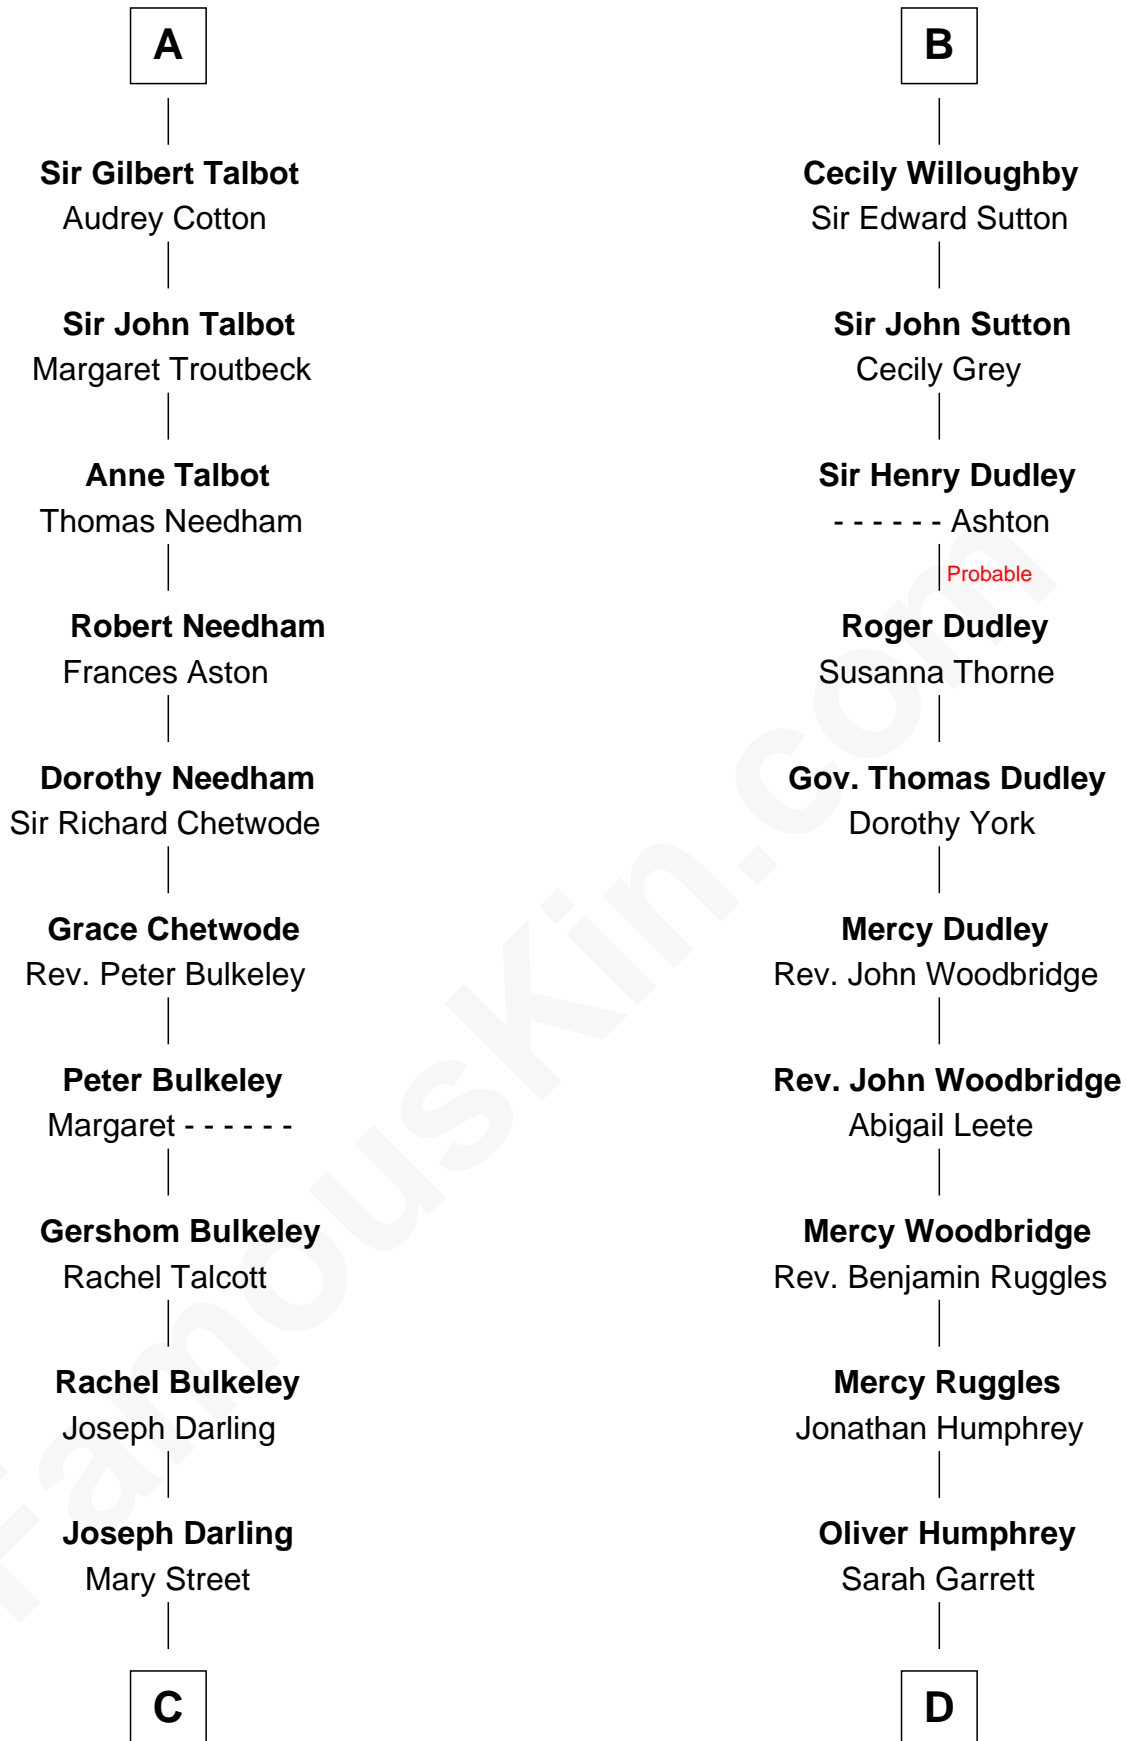 A
Sir Gilbert Talbot
Audrey Cotton
Sir John Talbot
Margaret Troutbeck
Anne Talbot
Thomas Needham
Robert Needham
Frances Aston
Dorothy Needham
Sir Richard Chetwode
Grace Chetwode
Rev. Peter Bulkeley
Peter Bulkeley
Margaret - - - - - -
Gershom Bulkeley
Rachel Talcott
Rachel Bulkeley
Joseph Darling
Joseph Darling
Mary Street
C
B
Cecily Willoughby
Sir Edward Sutton
Sir John Sutton
Cecily Grey
Sir Henry Dudley
- - - - - - Ashton
Probable
Roger Dudley
Susanna Thorne
Gov. Thomas Dudley
Dorothy York
Mercy Dudley
Rev. John Woodbridge
Rev. John Woodbridge
Abigail Leete
Mercy Woodbridge
Rev. Benjamin Ruggles
Mercy Ruggles
Jonathan Humphrey
Oliver Humphrey
Sarah Garrett
D
FamousKin.com